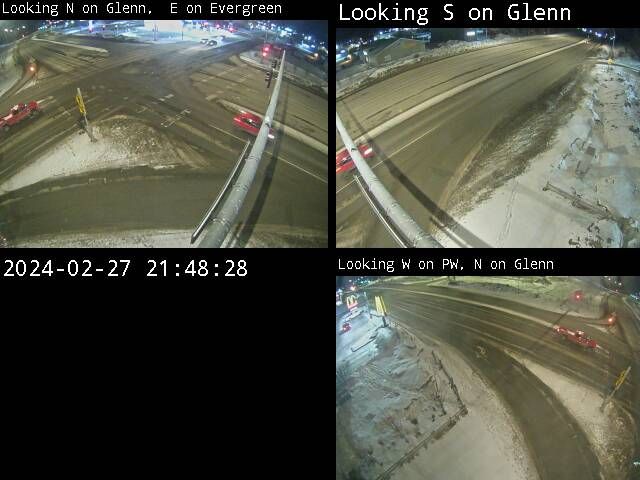 Looking N on Glenn, E on Evergreen
Looking S on Glenn
2024-02-27 21:48:28
Looking W on PW, N on Glenn